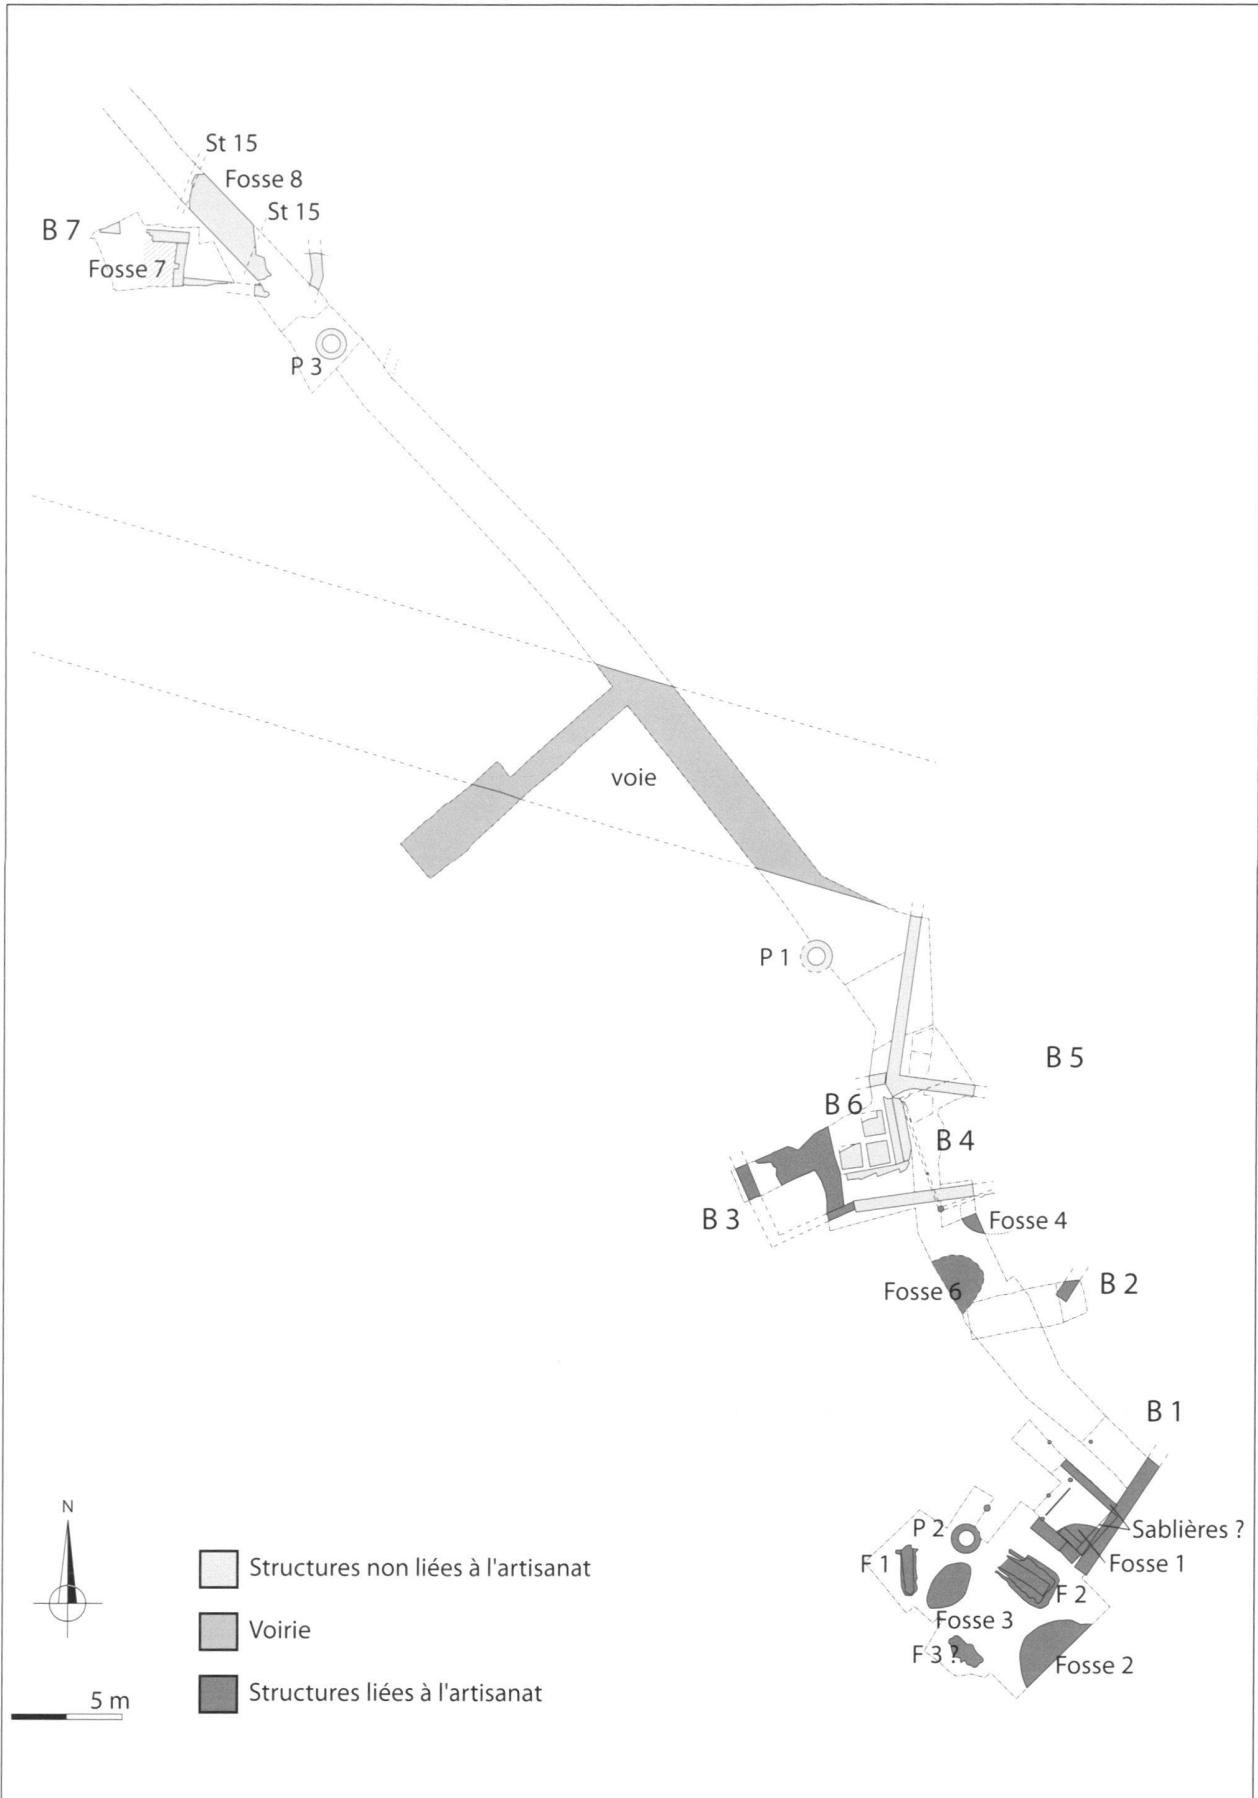 St 15
Fosse 8
St 15
B 7
Fosse 7
P 3
voie
P 1
B 5
B 6
B 4
B 3
Fosse 4
Fosse 6
B 2
B 1
P 2
Sablières ?
F 1
Fosse 1
F 2
Fosse 3
F 3 ?
Fosse 2
N
Structures non liées à l'artisanat
Voirie
Structures liées à l'artisanat
5 m